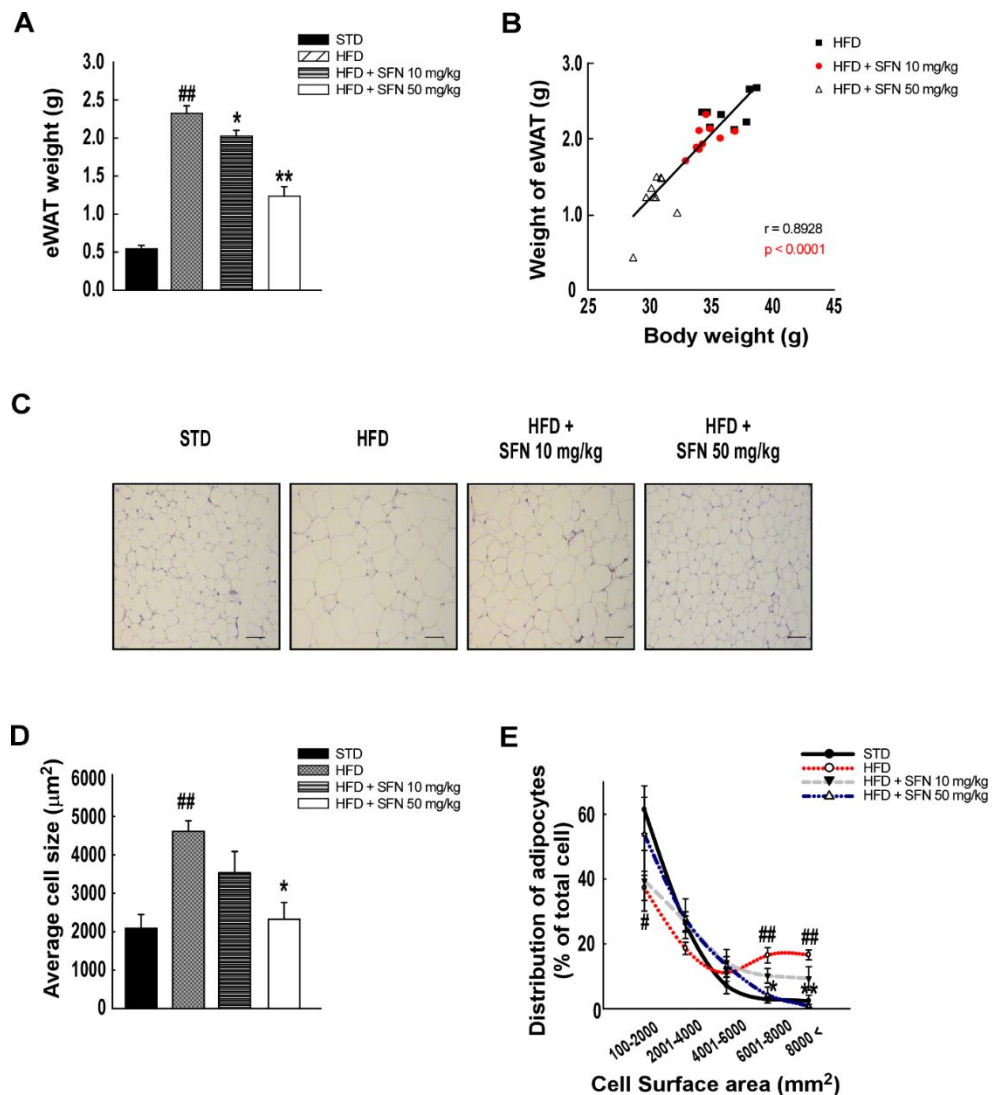 A
STD
HFD
HFD + SFN 10 mg/kg
HFD + SFN 50 mg/kg
eWAT weight (g)
3.0
2.5
2.0
1.5
1.0
0.5
0.0
##
*
**
B
HFD
HFD + SFN 10 mg/kg
HFD + SFN 50 mg/kg
Weight of eWAT (g)
3.0
2.0
1.0
0
r = 0.8928
p < 0.0001
25
30
35
40
45
Body weight (g)
C
STD
HFD
HFD +
SFN 10 mg/kg
HFD +
SFN 50 mg/kg
D
STD
HFD
HFD + SFN 10 mg/kg
HFD + SFN 50 mg/kg
Average cell size (μm²)
6000
5000
4000
3000
2000
1000
0
##
*
E
STD
HFD
HFD + SFN 10 mg/kg
HFD + SFN 50 mg/kg
Distribution of adipocytes
(% of total cell)
60
40
20
0
#
##
##
*
**
100-2000
2001-4000
4001-6000
6001-8000
8000 <
Cell Surface area (mm²)